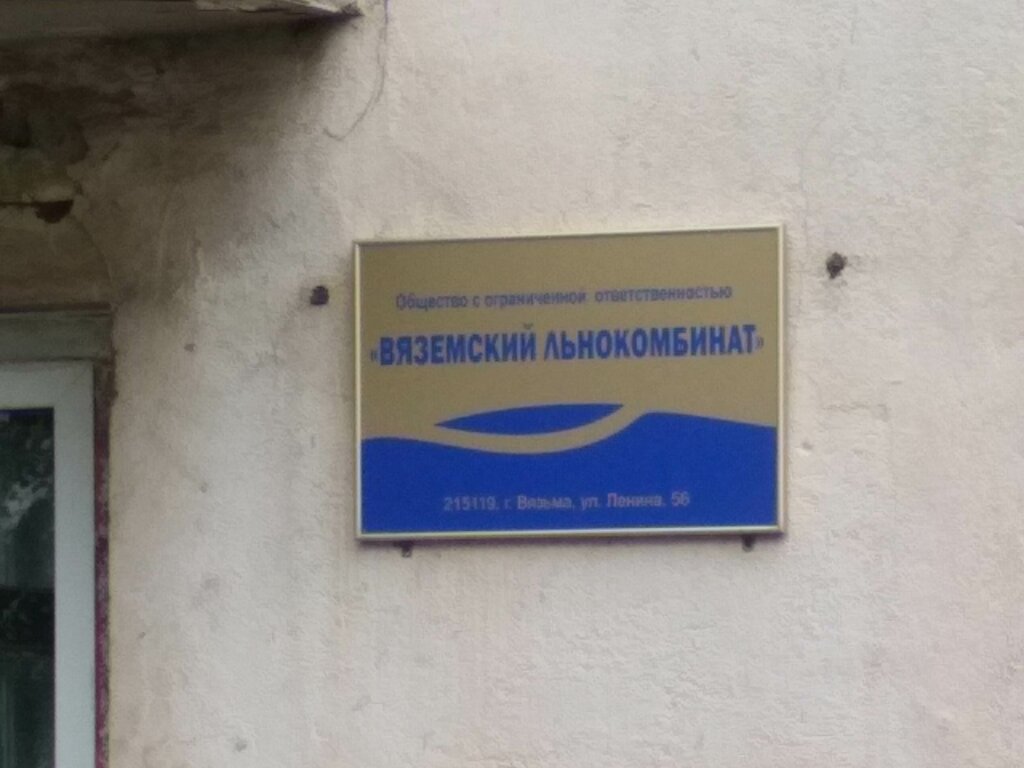 Общество с ограниченной ответственностью
«ВЯЗЕМСКИЙ ЛЬНОКОМБИНАТ»
215119, г. Вязьма, ул. Ленина, 56